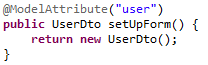 @ModelAttribute("user")
public UserDto setUpForm() {
    return new UserDto();
}